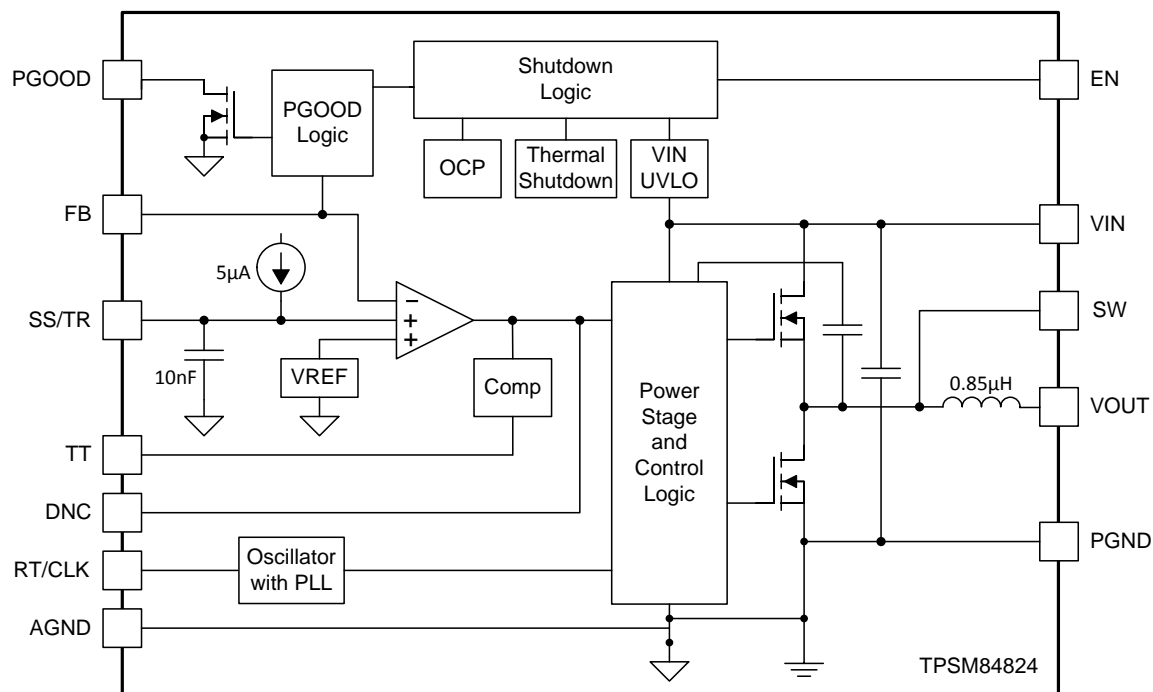 PGOOD
PGOOD
Logic
Shutdown
Logic
EN
OCP
Thermal
Shutdown
VIN
UVLO
FB
VIN
5µA
SS/TR
-
+
+
SW
10nF
VREF
Comp
Power
Stage
and
Control
Logic
0.85µH
VOUT
TT
DNC
RT/CLK
Oscillator
with PLL
PGND
AGND
TPSM84824